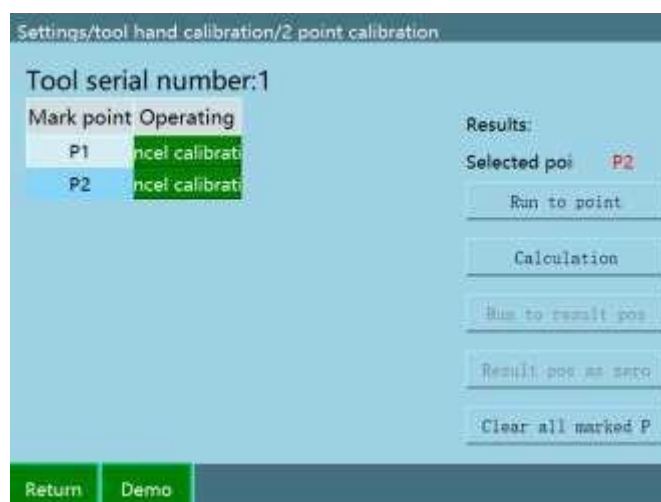 Settings/tool hand calibration/2 point calibration
Tool serial number:1
Mark point Operating
P1 ncel calibrati
P2 ncel calibrati
Results:
Selected poi P2
Run to point
Calculation
Run to result pos
Result pos as zero
Clear all marked P
Return Demo